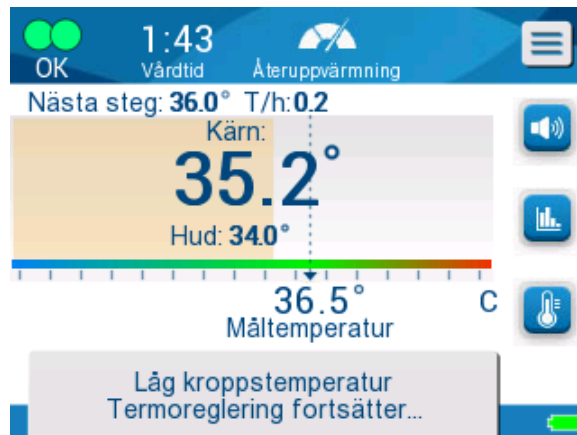 OK
1:43
Vårdtid
Återuppvärmning
Nästa steg: 36.0° T/h:0.2
Kärn:
35.2°
Hud: 34.0°
36.5° C
Måltemperatur
Låg kroppstemperatur
Termoreglering fortsätter...